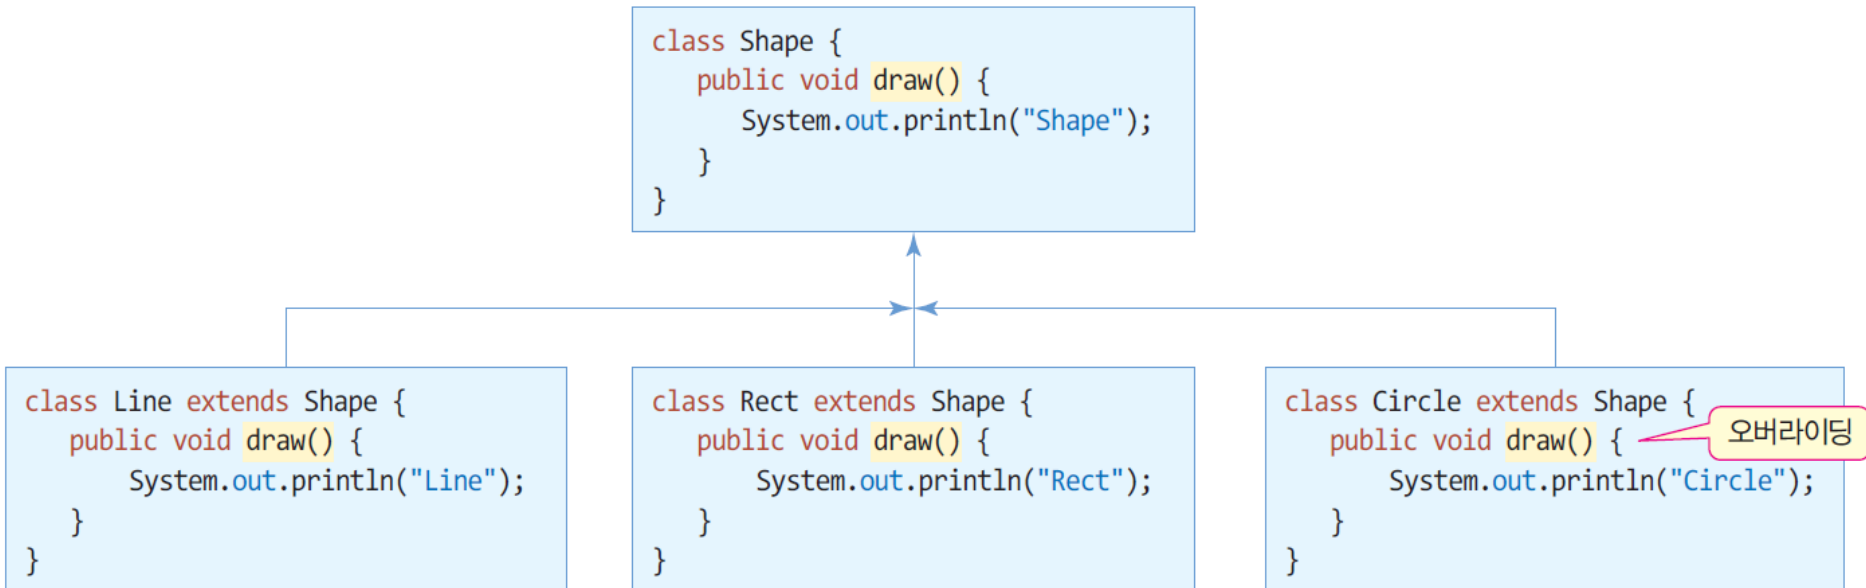 class Shape {
public void draw() {
System.out.println("Shape");
}
}
class Line extends Shape {
public void draw() {
System.out.println("Line");
}
}
class Rect extends Shape {
public void draw() {
System.out.println("Rect");
}
}
class Circle extends Shape {
public void draw() {
System.out.println("Circle");
}
}
오버라이딩